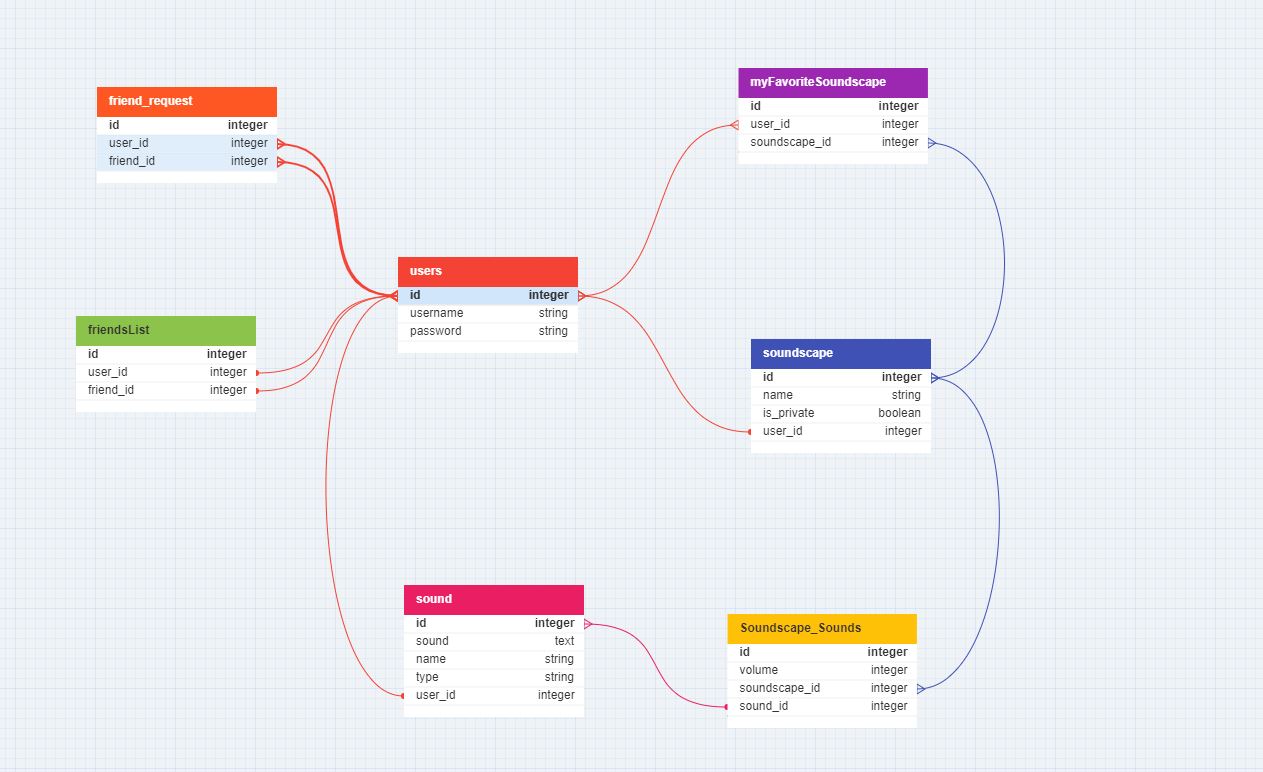 friend_request
id integer
user_id integer
friend_id integer
myFavoriteSoundscape
id integer
user_id integer
soundscape_id integer
users
id integer
username string
password string
friendsList
id integer
user_id integer
friend_id integer
soundscape
id integer
name string
is_private boolean
user_id integer
sound
id integer
sound text
name string
type string
user_id integer
Soundscape_Sounds
id integer
volume integer
soundscape_id integer
sound_id integer